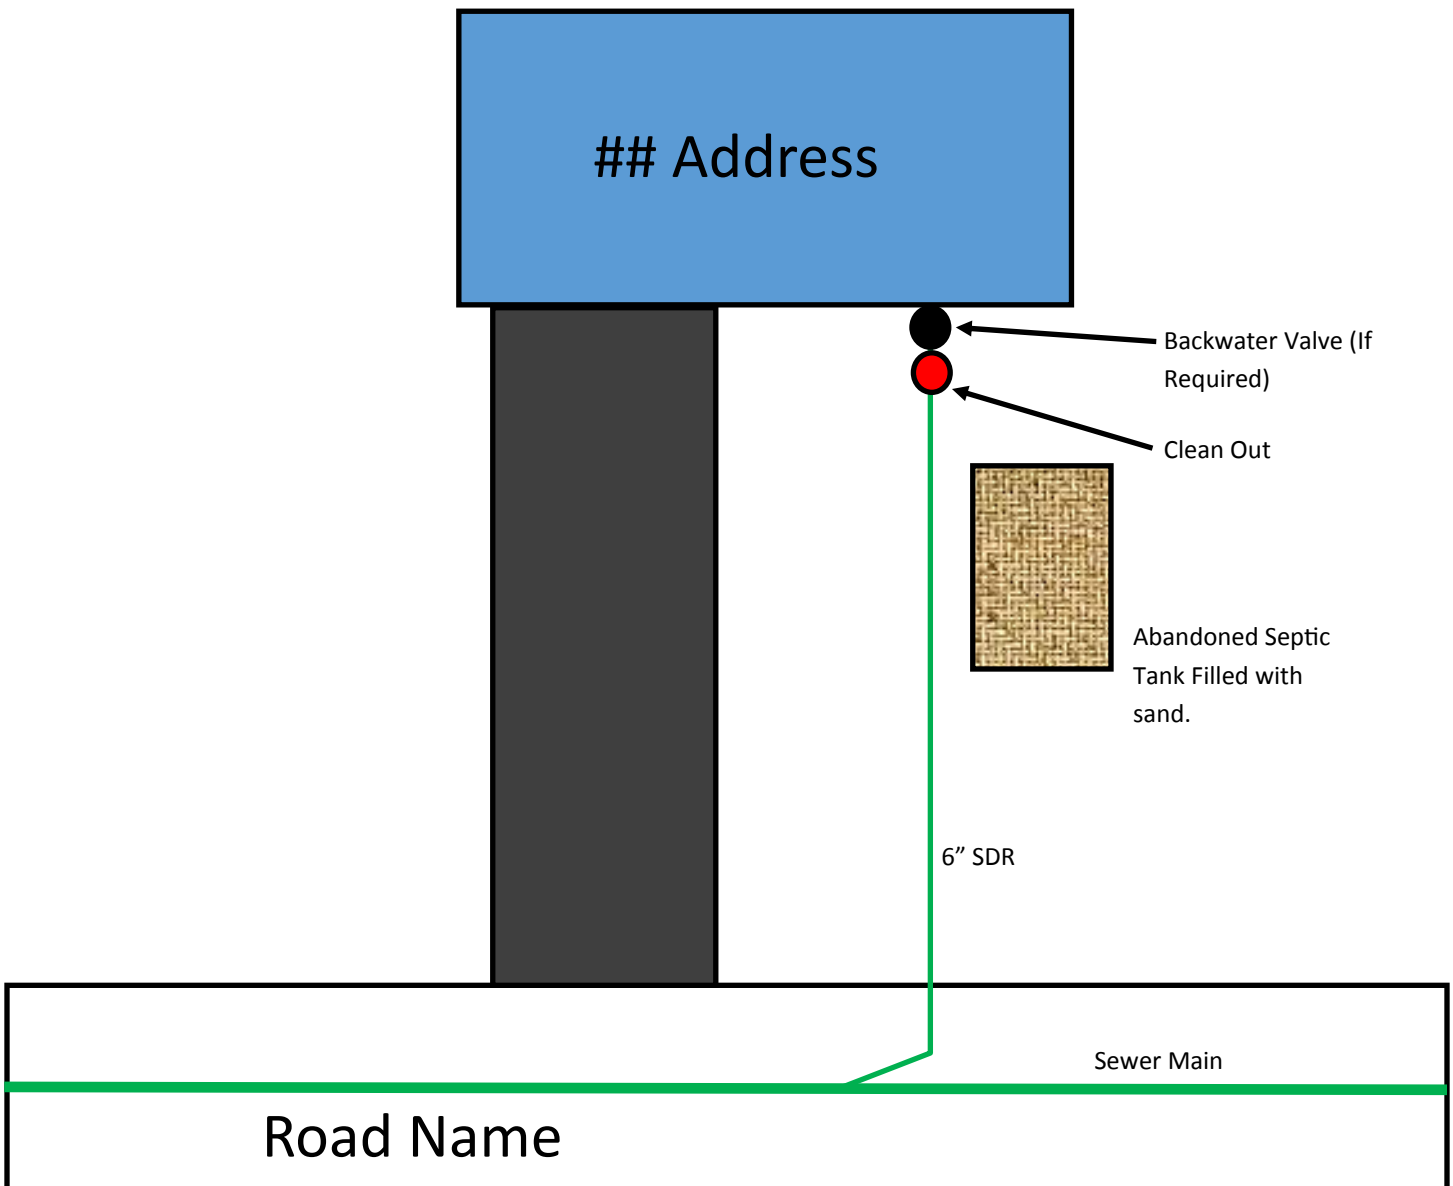 ## Address
Backwater Valve (If
Required)
Clean Out
Abandoned Septic
Tank Filled with
sand.
6” SDR
Sewer Main
Road Name